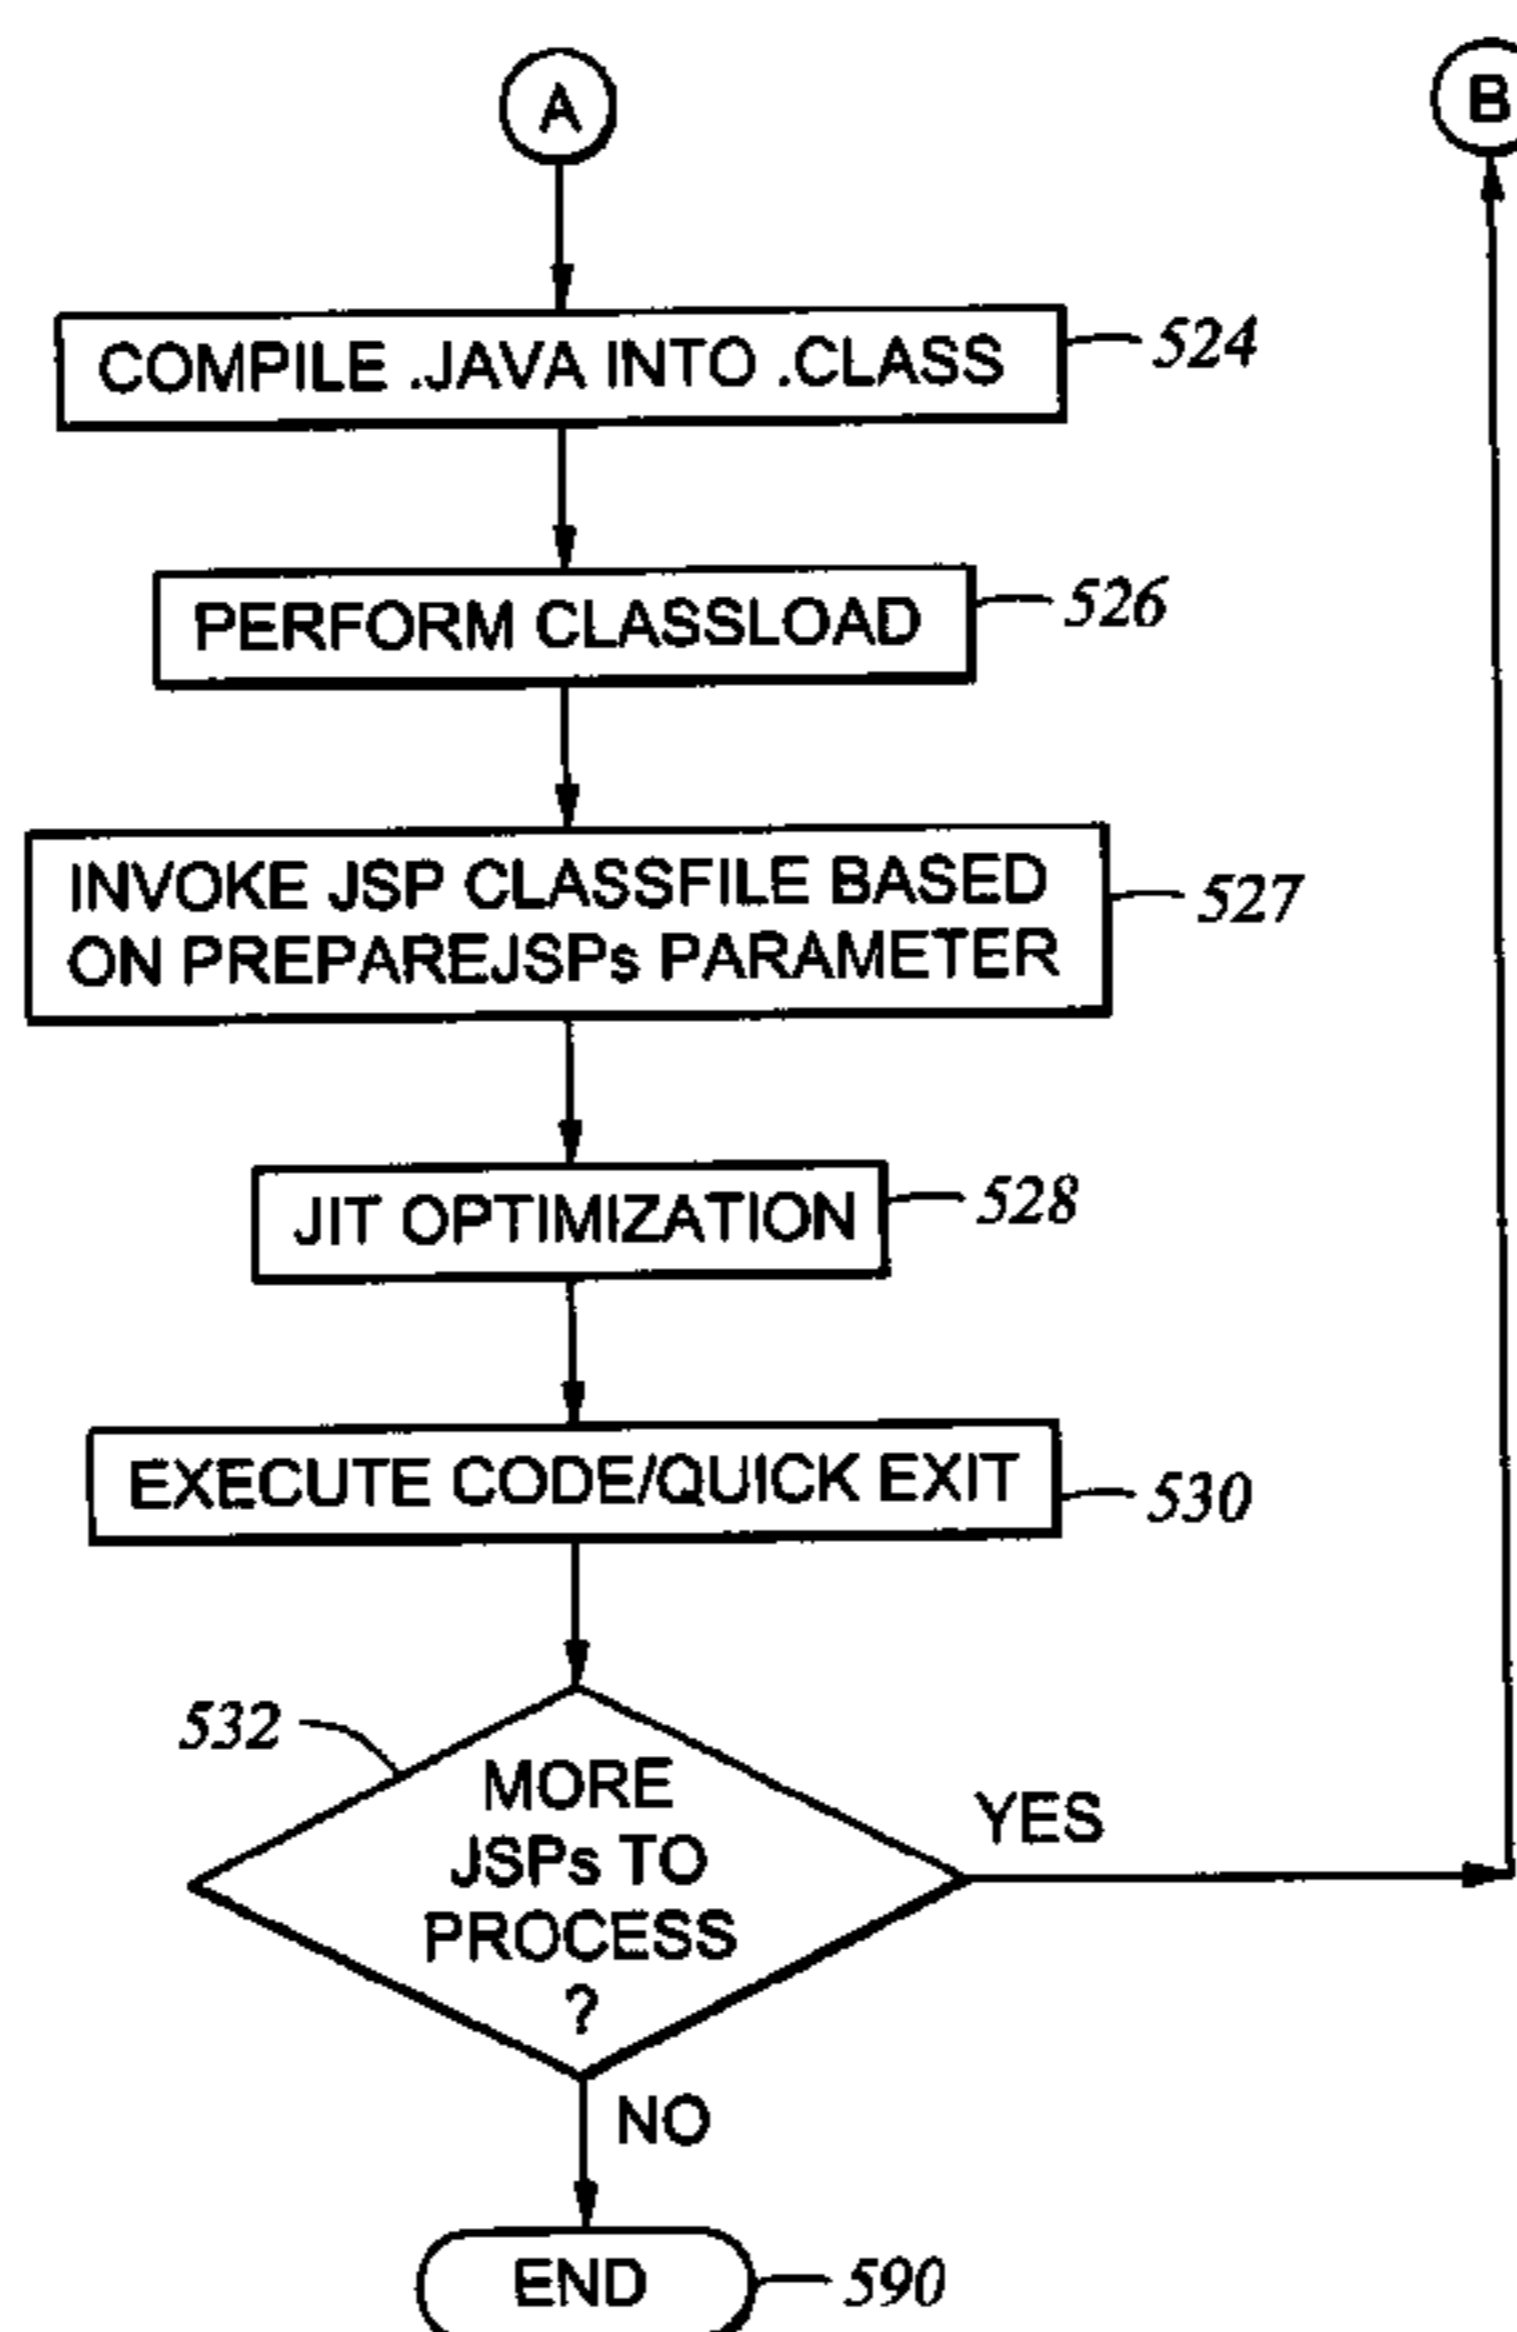 A
B
COMPILE .JAVA INTO .CLASS
524
PERFORM CLASSLOAD
526
INVOKE JSP CLASSFILE BASED
ON PREPAREJSPs PARAMETER
527
JIT OPTIMIZATION
528
EXECUTE CODE/QUICK EXIT
530
532
MORE
JSPs TO
PROCESS
?
YES
NO
END
590